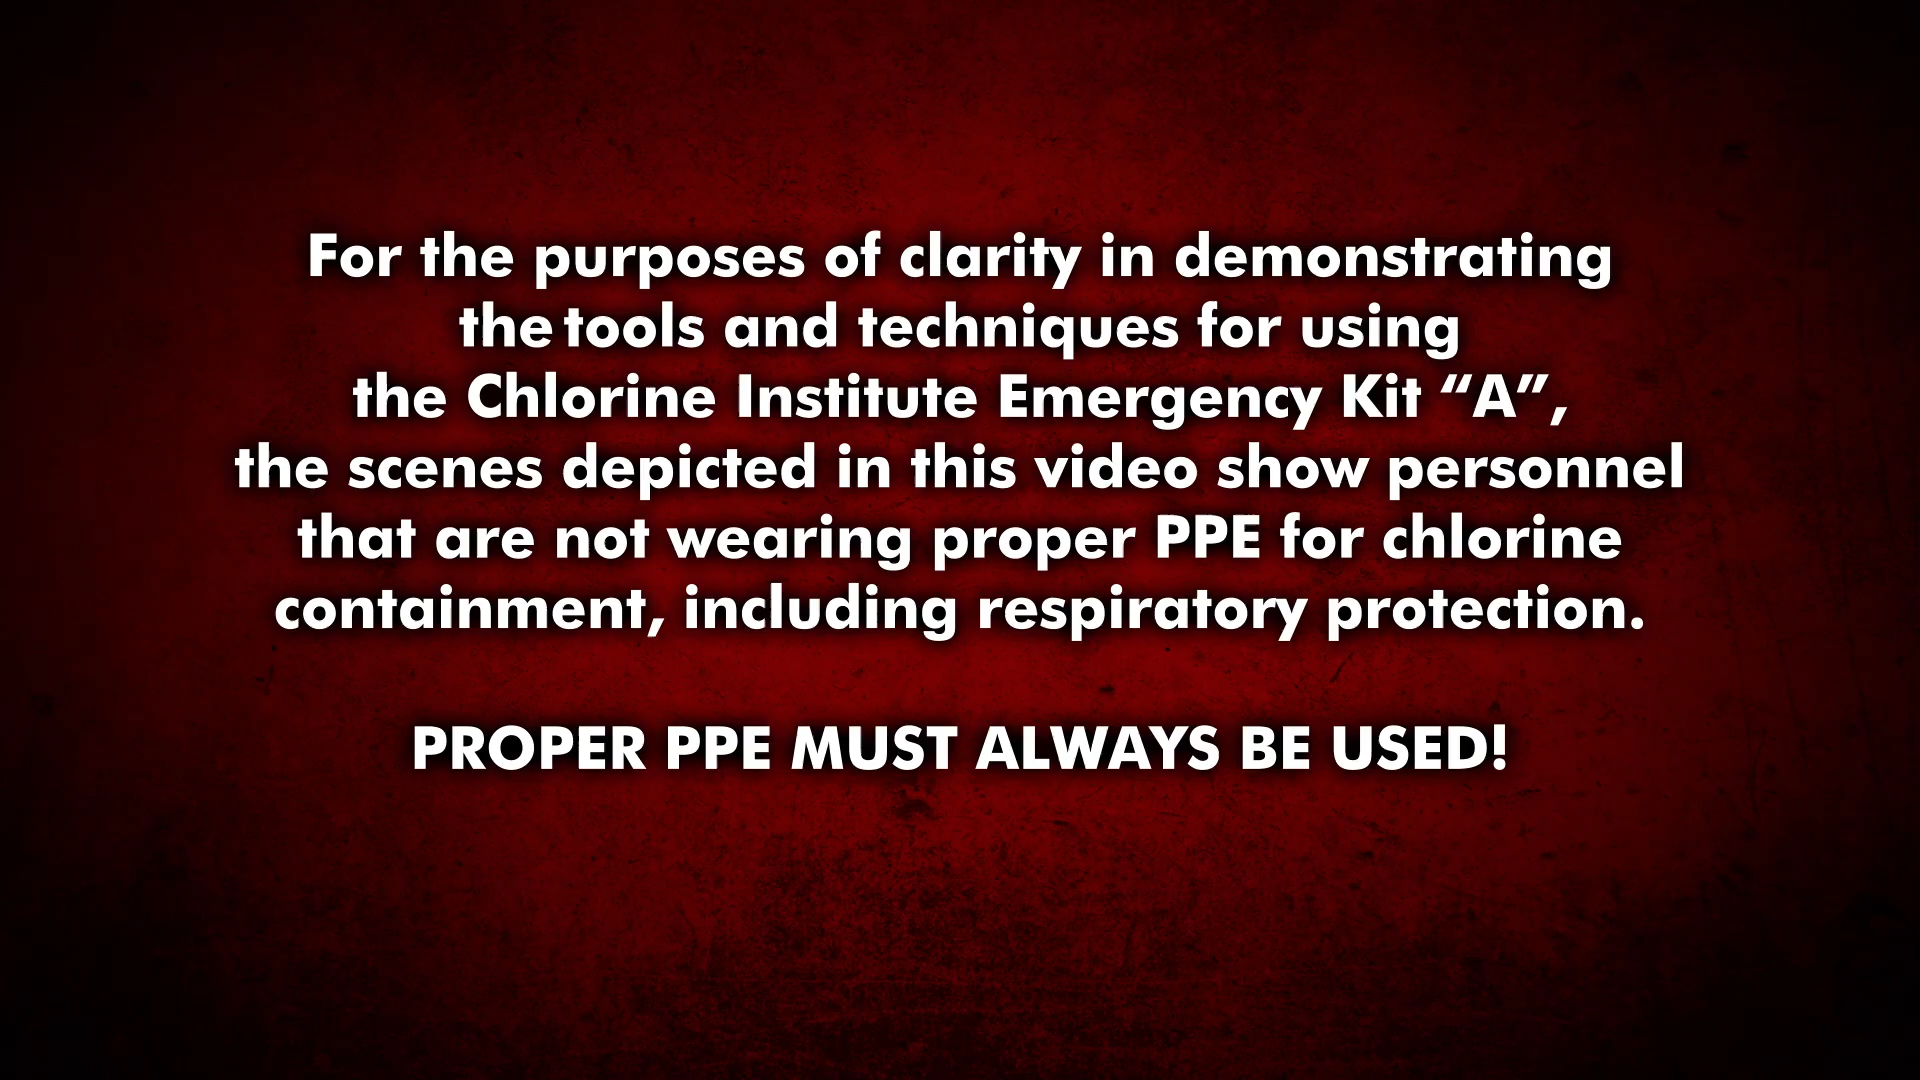 For the purposes of clarity in demonstrating
the tools and techniques for using
the Chlorine Institute Emergency Kit “A”,
the scenes depicted in this video show personnel
that are not wearing proper PPE for chlorine
containment, including respiratory protection.
PROPER PPE MUST ALWAYS BE USED!